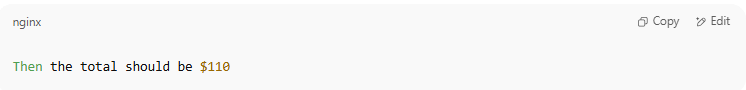 nginx
Copy Edit
Then the total should be $110